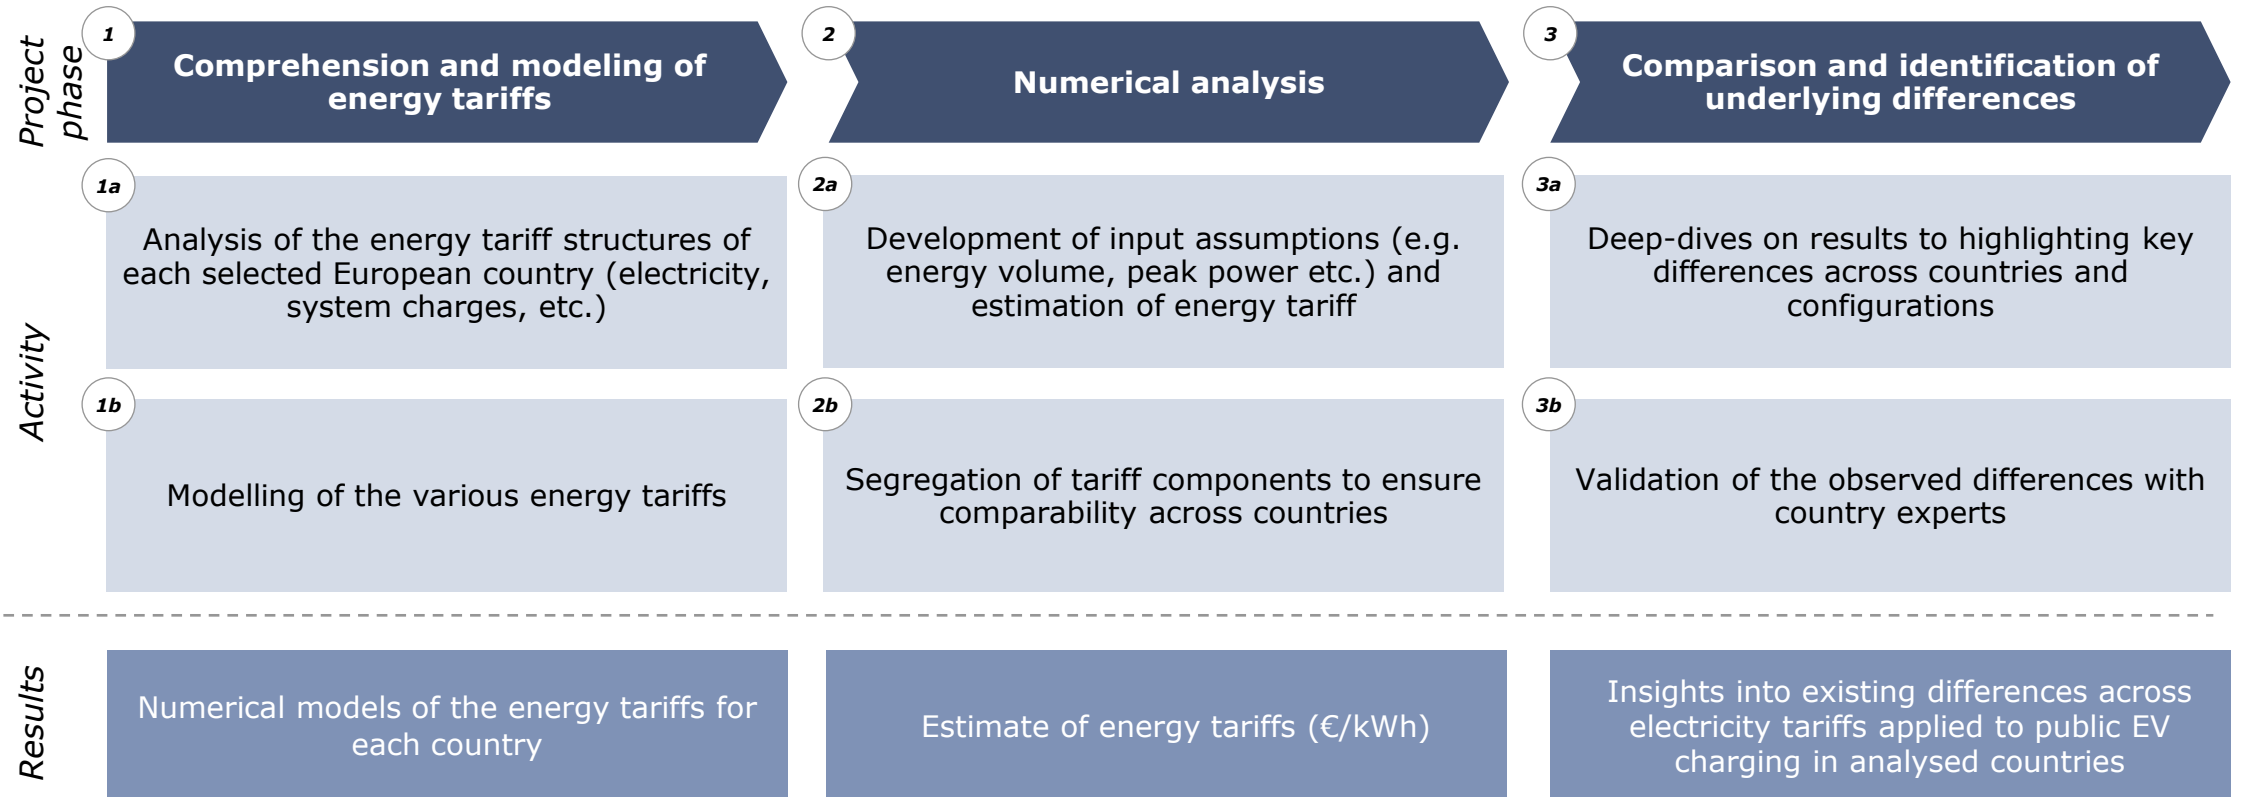 Project
phase
1
Comprehension and modeling of
energy tariffs
2
Numerical analysis
3
Comparison and identification of
underlying differences
Activity
1a
Analysis of the energy tariff structures of
each selected European country (electricity,
system charges, etc.)
2a
Development of input assumptions (e.g.
energy volume, peak power etc.) and
estimation of energy tariff
3a
Deep-dives on results to highlighting key
differences across countries and
configurations
1b
Modelling of the various energy tariffs
2b
Segregation of tariff components to ensure
comparability across countries
3b
Validation of the observed differences with
country experts
Results
Numerical models of the energy tariffs for
each country
Estimate of energy tariffs (€/kWh)
Insights into existing differences across
electricity tariffs applied to public EV
charging in analysed countries